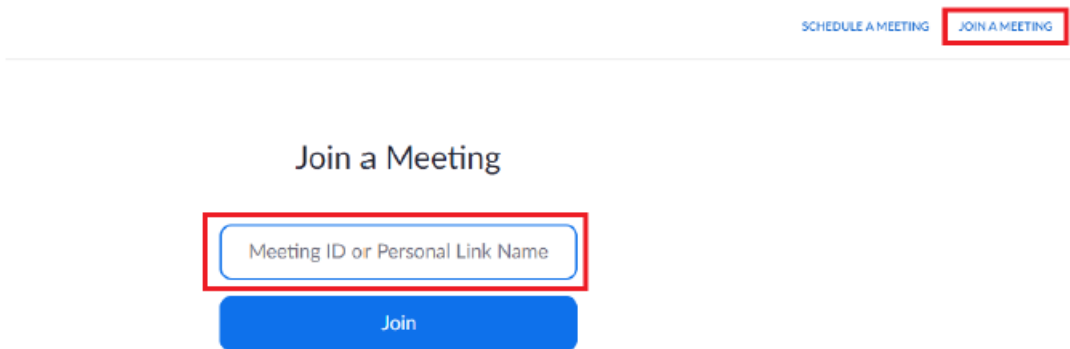 SCHEDULE A MEETING JOIN A MEETING
Join a Meeting
Meeting ID or Personal Link Name
Join